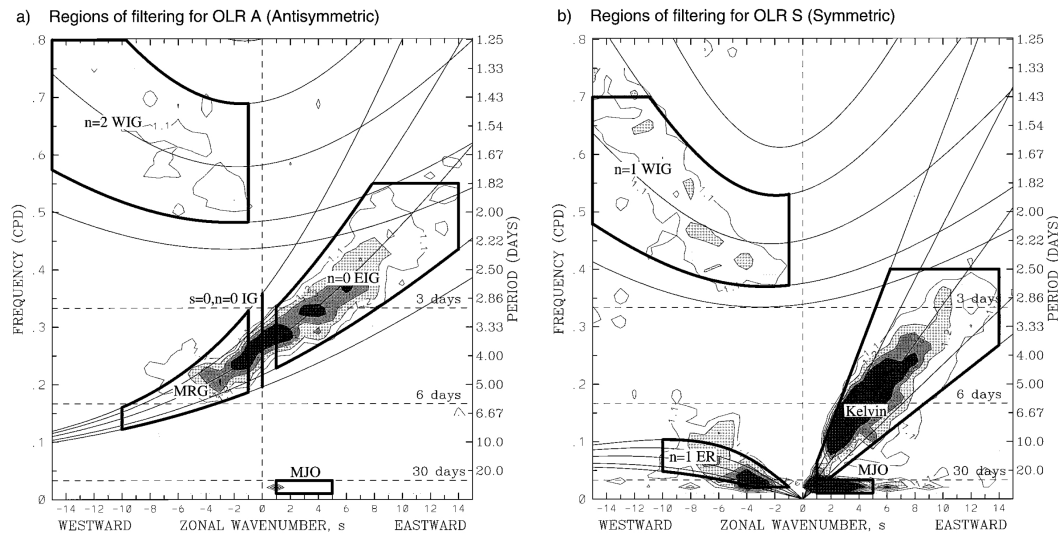 a) Regions of filtering for OLR A (Antisymmetric)
.8
.7
.6
.5
.4
.3
.2
.1
0
FREQUENCY (CPD)
1.25
1.33
1.43
1.54
1.67
1.82
2.00
2.22
2.50
2.86
3.33
4.00
5.00
6.67
10.0
20.0
PERIOD (DAYS)
n=2 WIG
n=0 EIG
s=0,n=0 IG
3 days
MRG
6 days
MJO
30 days
-14 -12 -10 -8 -6 -4 -2 0 2 4 6 8 10 12 14
WESTWARD ZONAL WAVENUMBER, s EASTWARD
b) Regions of filtering for OLR S (Symmetric)
.8
.7
.6
.5
.4
.3
.2
.1
0
FREQUENCY (CPD)
1.25
1.33
1.43
1.54
1.67
1.82
2.00
2.22
2.50
2.86
3.33
4.00
5.00
6.67
10.0
20.0
PERIOD (DAYS)
n=1 WIG
3 days
6 days
Kelvin
n=1 ER
MJO
30 days
-14 -12 -10 -8 -6 -4 -2 0 2 4 6 8 10 12 14
WESTWARD ZONAL WAVENUMBER, s EASTWARD